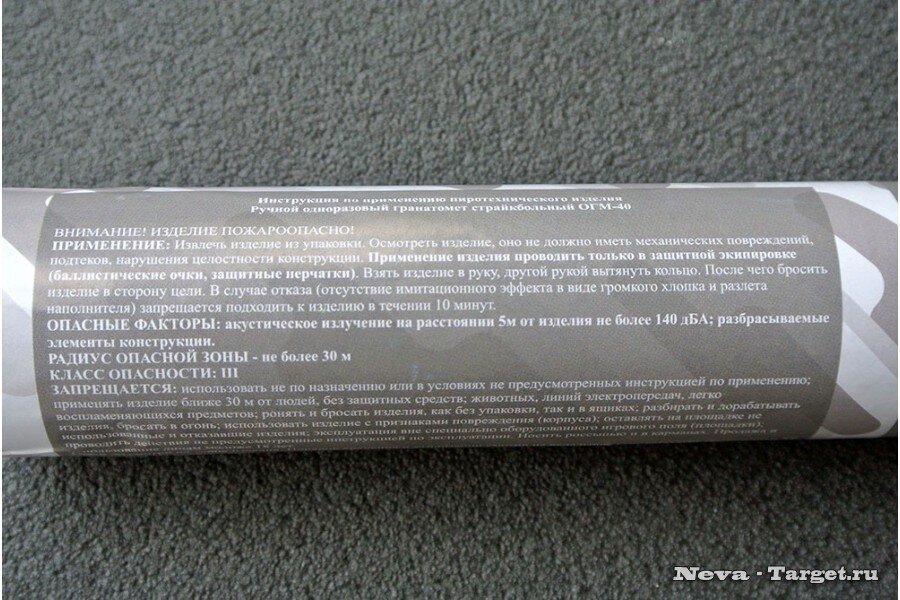 Инструкция по применению пиротехнического изделия
Ручной одноразовый гранатомет страйкбольный ОГМ-40
ВНИМАНИЕ! ИЗДЕЛИЕ ПОЖАРООПАСНО!
ПРИМЕНЕНИЕ: Извлечь изделие из упаковки. Осмотреть изделие, оно не должно иметь механических повреждений,
подтеков, нарушения целостности конструкции. Применение изделия проводить только в защитной экипировке
(баллистические очки, защитные перчатки). Взять изделие в руку, другой рукой вытянуть кольцо. После чего бросить
изделие в сторону цели. В случае отказа (отсутствие имитационного эффекта в виде громкого хлопка и разлета
наполнителя) запрещается подходить к изделию в течении 10 минут.
ОПАСНЫЕ ФАКТОРЫ: акустическое излучение на расстоянии 5м от изделия не более 140 дБА; разбрасываемые
элементы конструкции.
РАДИУС ОПАСНОЙ ЗОНЫ - не более 30 м
КЛАСС ОПАСНОСТИ: III
ЗАПРЕЩАЕТСЯ: использовать не по назначению или в условиях не предусмотренных инструкцией по применению;
применять изделие ближе 30 м от людей, без защитных средств; животных, линий электропередач, легко
воспламеняющихся предметов; ронять и бросать изделия, как без упаковки, так и в ящиках; разбирать и дорабатывать
изделия, бросать в огонь; использовать изделие с признаками повреждения (корпуса); оставлять на площадке не
использованные и отказавшие изделия; эксплуатация вне специально оборудованного игрового поля (площадки);
проводить действия не предусмотренные инструкцией по эксплуатации. Носить россыпью и в карманах. Продажа и
Neva - Target.ru